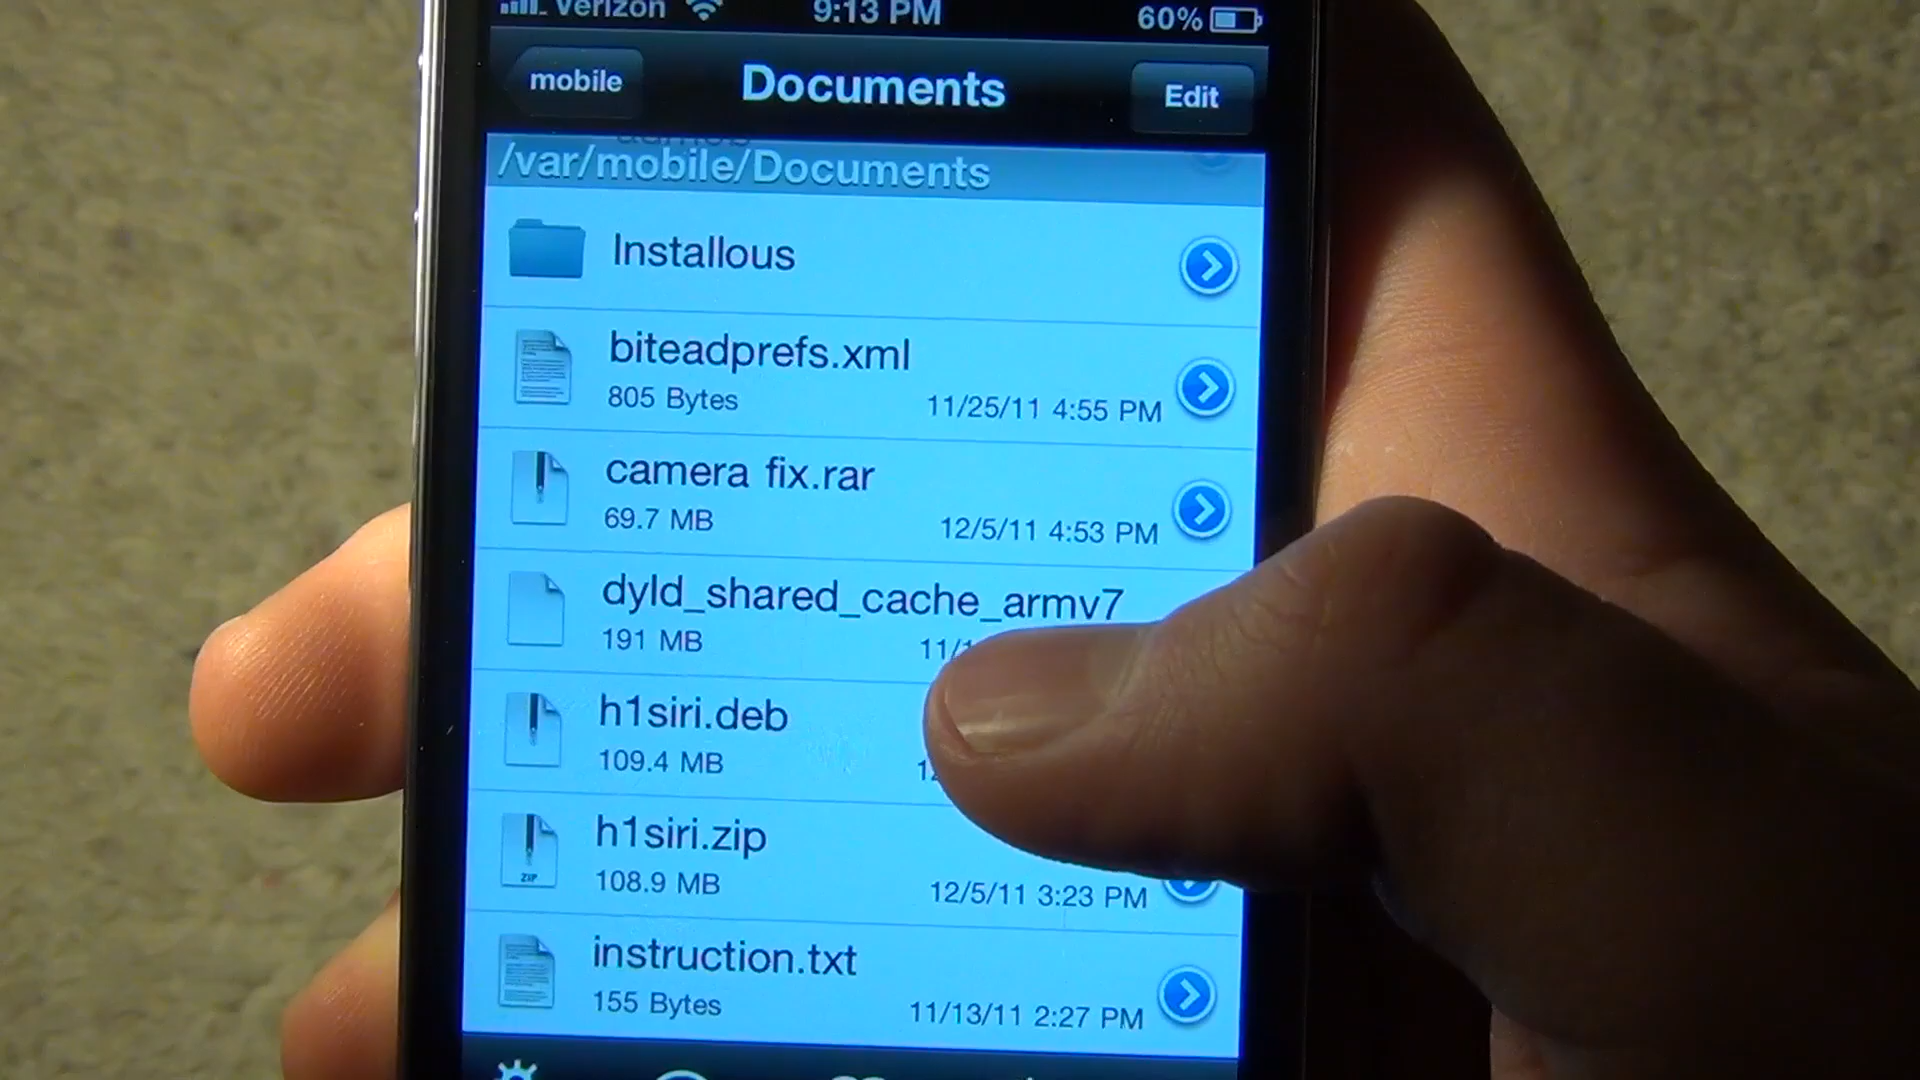 Verizon 9:13 PM 60%
mobile Documents Edit
/var/mobile/Documents
Installous
biteadprefs.xml
805 Bytes 11/25/11 4:55 PM
camera fix.rar
69.7 MB 12/5/11 4:53 PM
dyld_shared_cache_armv7
191 MB 11/
h1siri.deb
109.4 MB
h1siri.zip
ZIP
108.9 MB 12/5/11 3:23 PM
instruction.txt
155 Bytes 11/13/11 2:27 PM